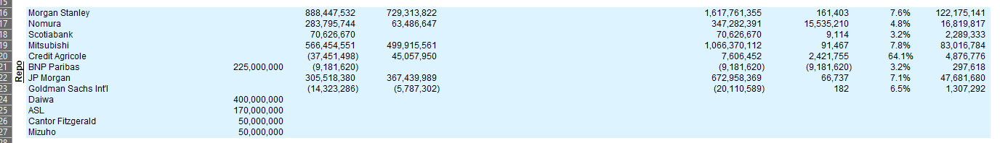 16 Morgan Stanley 888,447,532 729,313,822 1,617,761,355 161,403 7.6% 122,175,141
17 Nomura 283,795,744 63,486,647 347,282,391 15,535,210 4.8% 16,819,817
18 Scotiabank 70,626,670 70,626,670 9,114 3.2% 2,289,333
19 Mitsubishi 566,454,551 499,915,561 1,066,370,112 91,467 7.8% 83,016,784
20 Credit Agricole (37,451,498) 45,057,950 7,606,452 2,421,755 64.1% 4,876,776
Repo
21 BNP Paribas 225,000,000 (9,181,620) (9,181,620) (9,181,620) 3.2% 297,618
22 JP Morgan 305,518,380 367,439,989 672,958,369 66,737 7.1% 47,681,680
23 Goldman Sachs Int'l (14,323,286) (5,787,302) (20,110,589) 182 6.5% 1,307,292
24 Daiwa 400,000,000
25 ASL 170,000,000
26 Cantor Fitzgerald 50,000,000
27 Mizuho 50,000,000